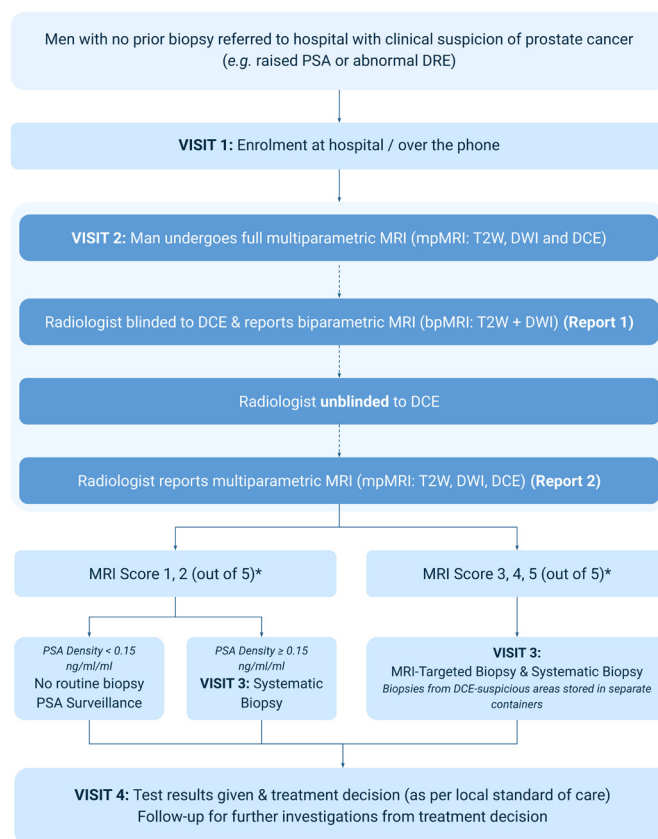 Men with no prior biopsy referred to hospital with clinical suspicion of prostate cancer
(e.g. raised PSA or abnormal DRE)
VISIT 1: Enrolment at hospital / over the phone
VISIT 2: Man undergoes full multiparametric MRI (mpMRI: T2W, DWI and DCE)
Radiologist blinded to DCE & reports biparametric MRI (bpMRI: T2W + DWI) (Report 1)
Radiologist unblinded to DCE
Radiologist reports multiparametric MRI (mpMRI: T2W, DWI, DCE) (Report 2)
MRI Score 1, 2 (out of 5)*
MRI Score 3, 4, 5 (out of 5)*
PSA Density < 0.15
ng/ml/ml
No routine biopsy
PSA Surveillance
PSA Density ≥ 0.15
ng/ml/ml
VISIT 3: Systematic
Biopsy
VISIT 3:
MRI-Targeted Biopsy & Systematic Biopsy
Biopsies from DCE-suspicious areas stored in separate
containers
VISIT 4: Test results given & treatment decision (as per local standard of care)
Follow-up for further investigations from treatment decision